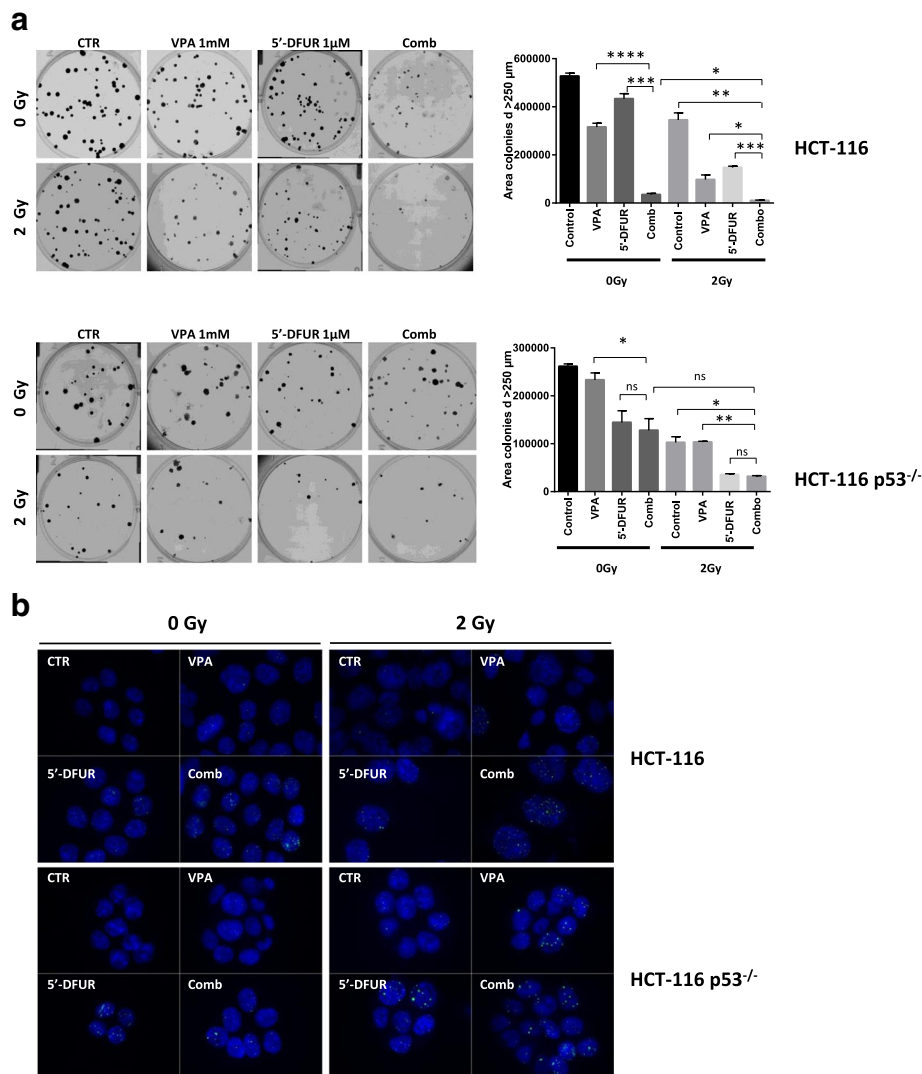 a
CTR VPA 1mM 5’-DFUR 1µM Comb
0 Gy
2 Gy
Area colonies d >250 µm
600000
400000
200000
0
**** *** * ** * ***
Control VPA 5'-DFUR Comb Control VPA 5'-DFUR Combo
0Gy 2Gy
HCT-116
CTR VPA 1mM 5’-DFUR 1µM Comb
0 Gy
2 Gy
Area colonies d >250 µm
300000
200000
100000
0
* ns ns * ** ns
Control VPA 5'-DFUR Comb Control VPA 5'-DFUR Combo
0Gy 2Gy
HCT-116 p53-/-
b
0 Gy 2 Gy
CTR VPA CTR VPA
5’-DFUR Comb 5’-DFUR Comb
HCT-116
CTR VPA CTR VPA
5’-DFUR Comb 5’-DFUR Comb
HCT-116 p53-/-